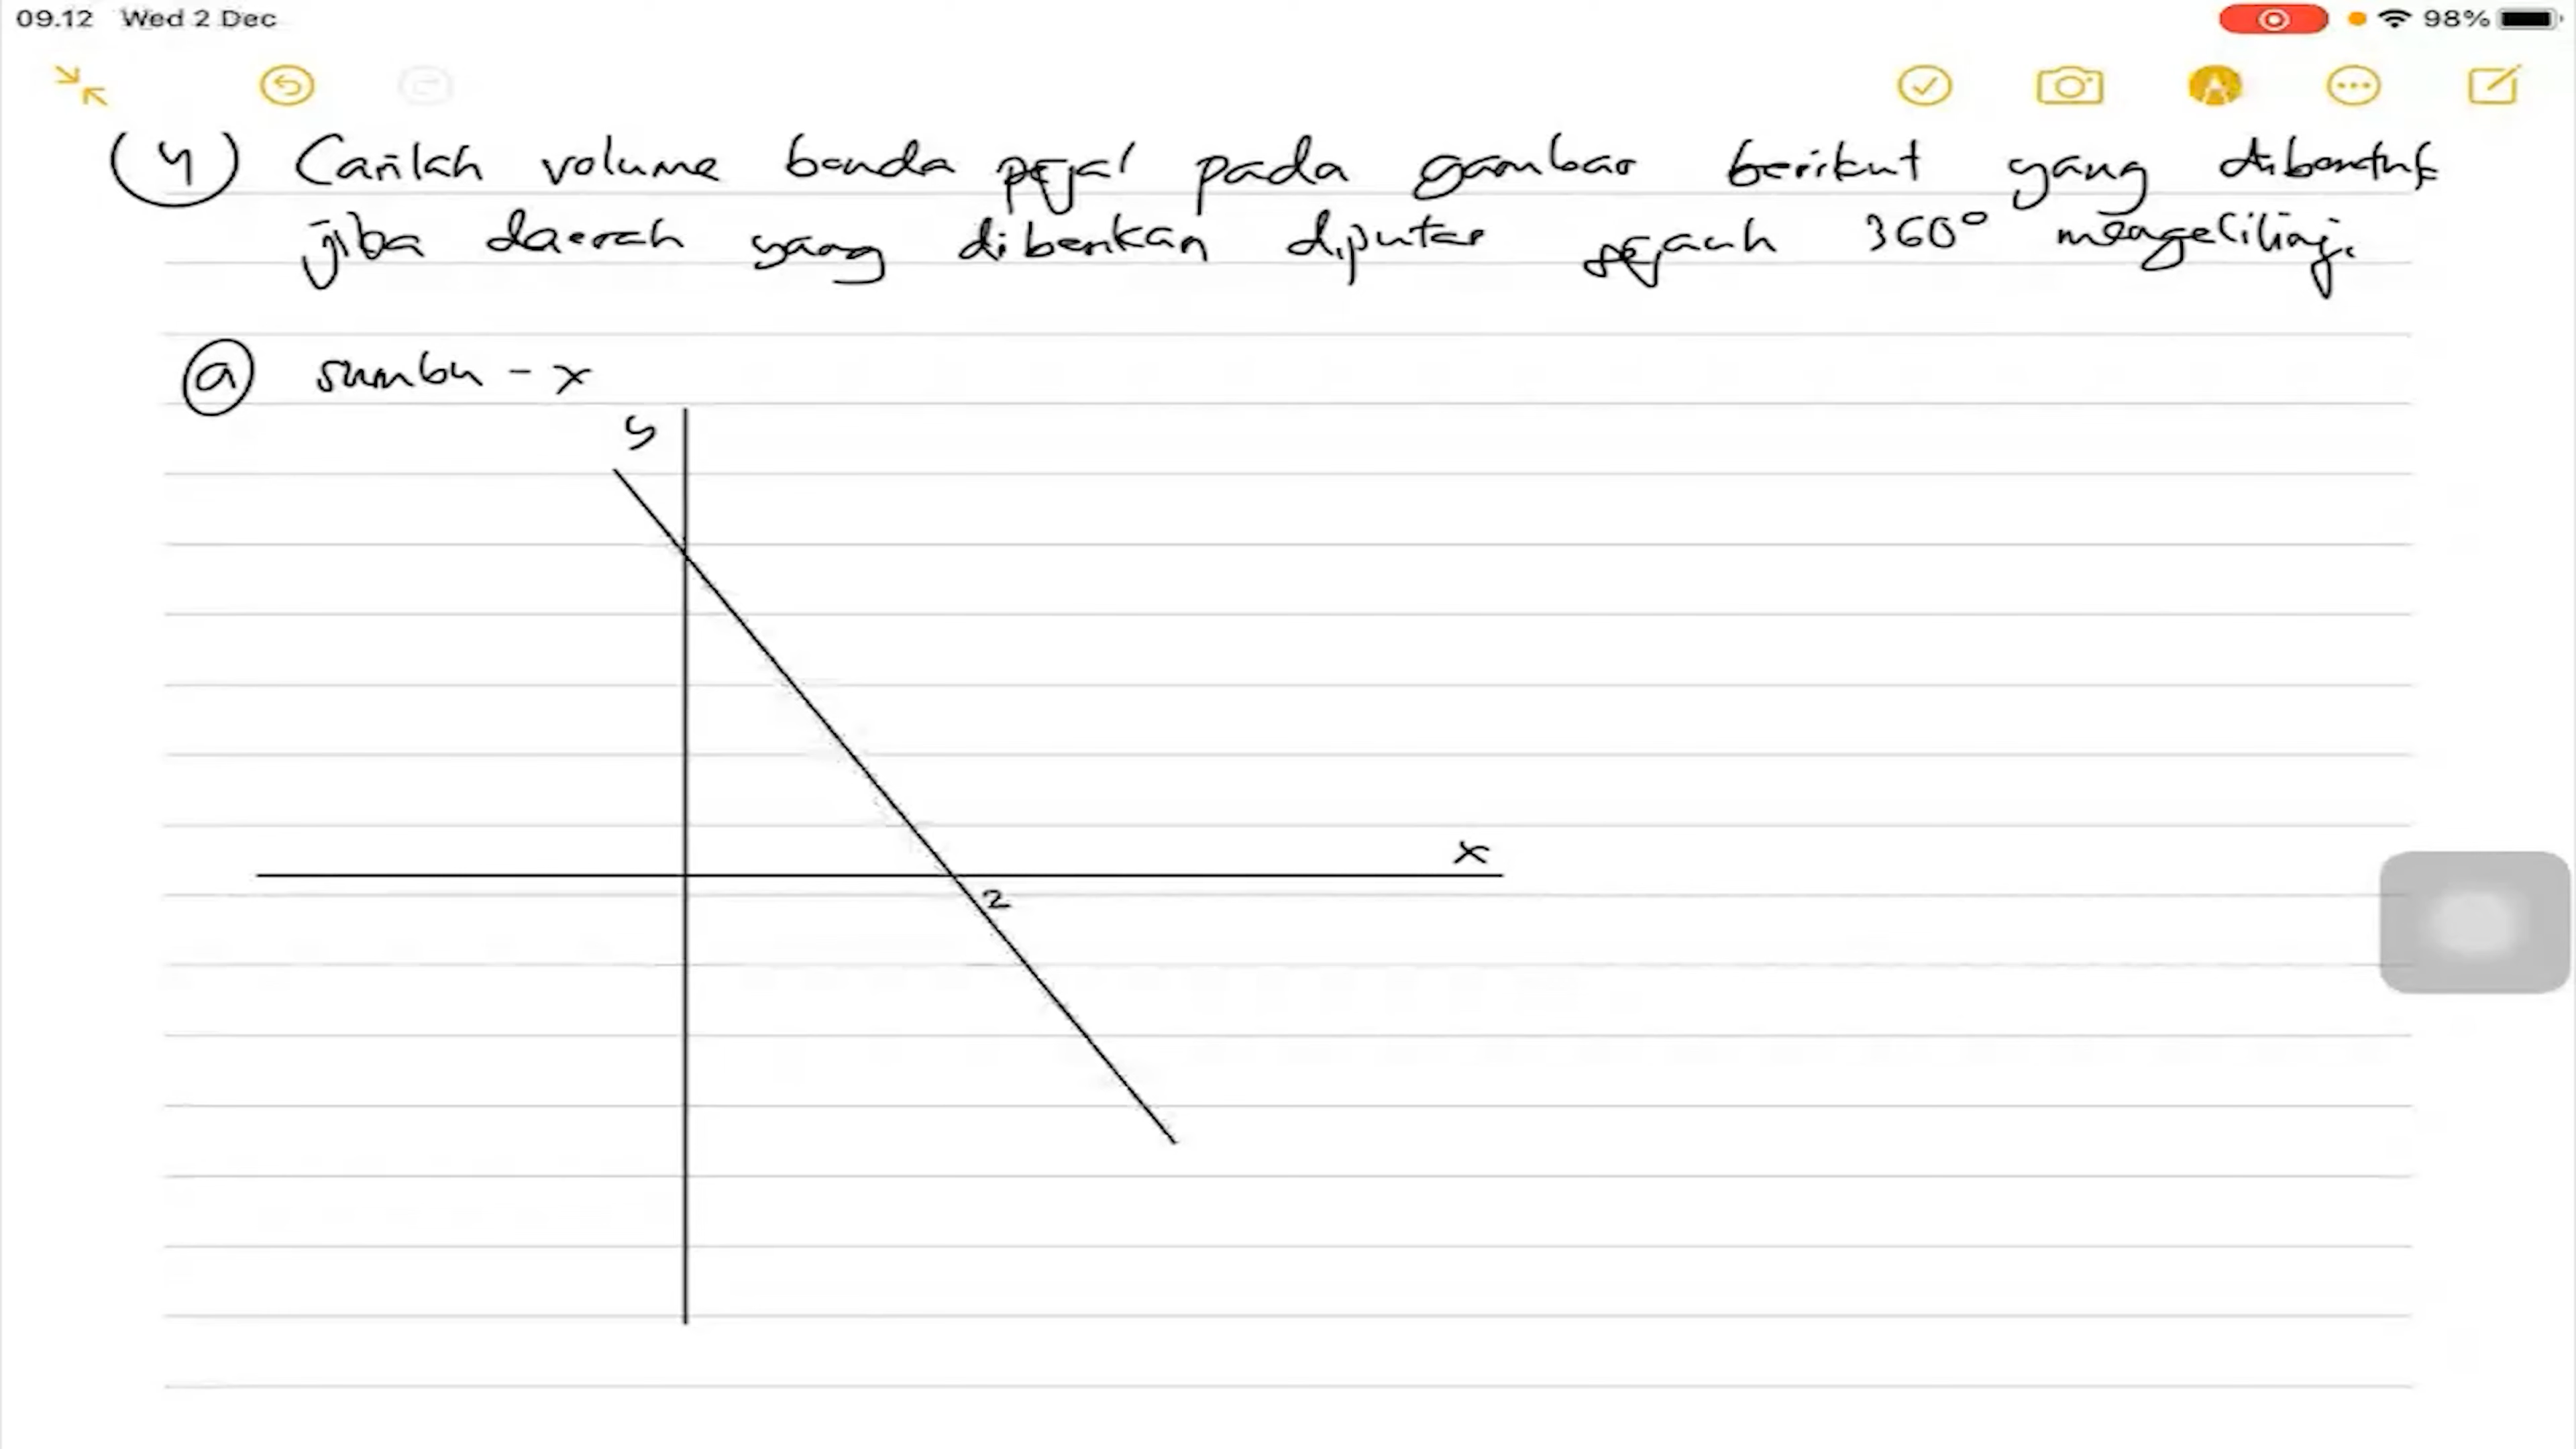 09.12 Wed 2 Dec 98%
4 Carilah volume benda pejal pada gambar berikut yang dibentuk
jika daerah yang diberikan diputar sejauh 360° mengelilingi.
a sumbu - x
y
x
2